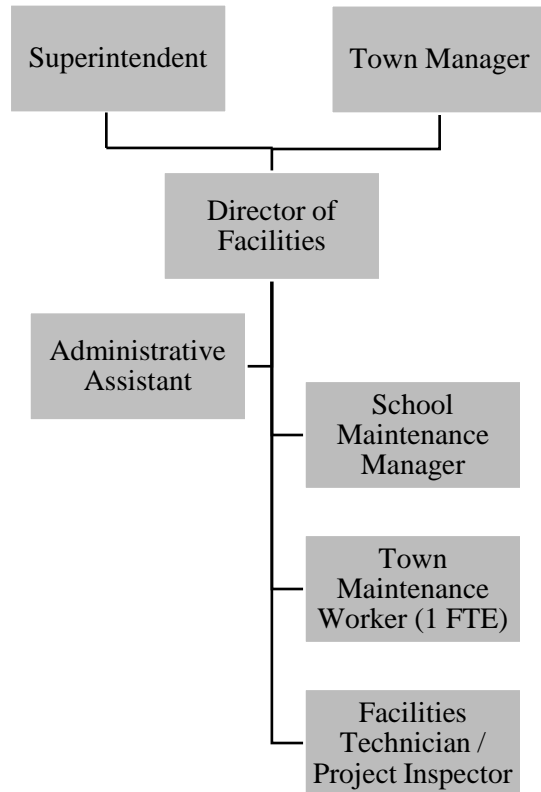 Superintendent
Town Manager
Director of
Facilities
Administrative
Assistant
School
Maintenance
Manager
Town
Maintenance
Worker (1 FTE)
Facilities
Technician /
Project Inspector